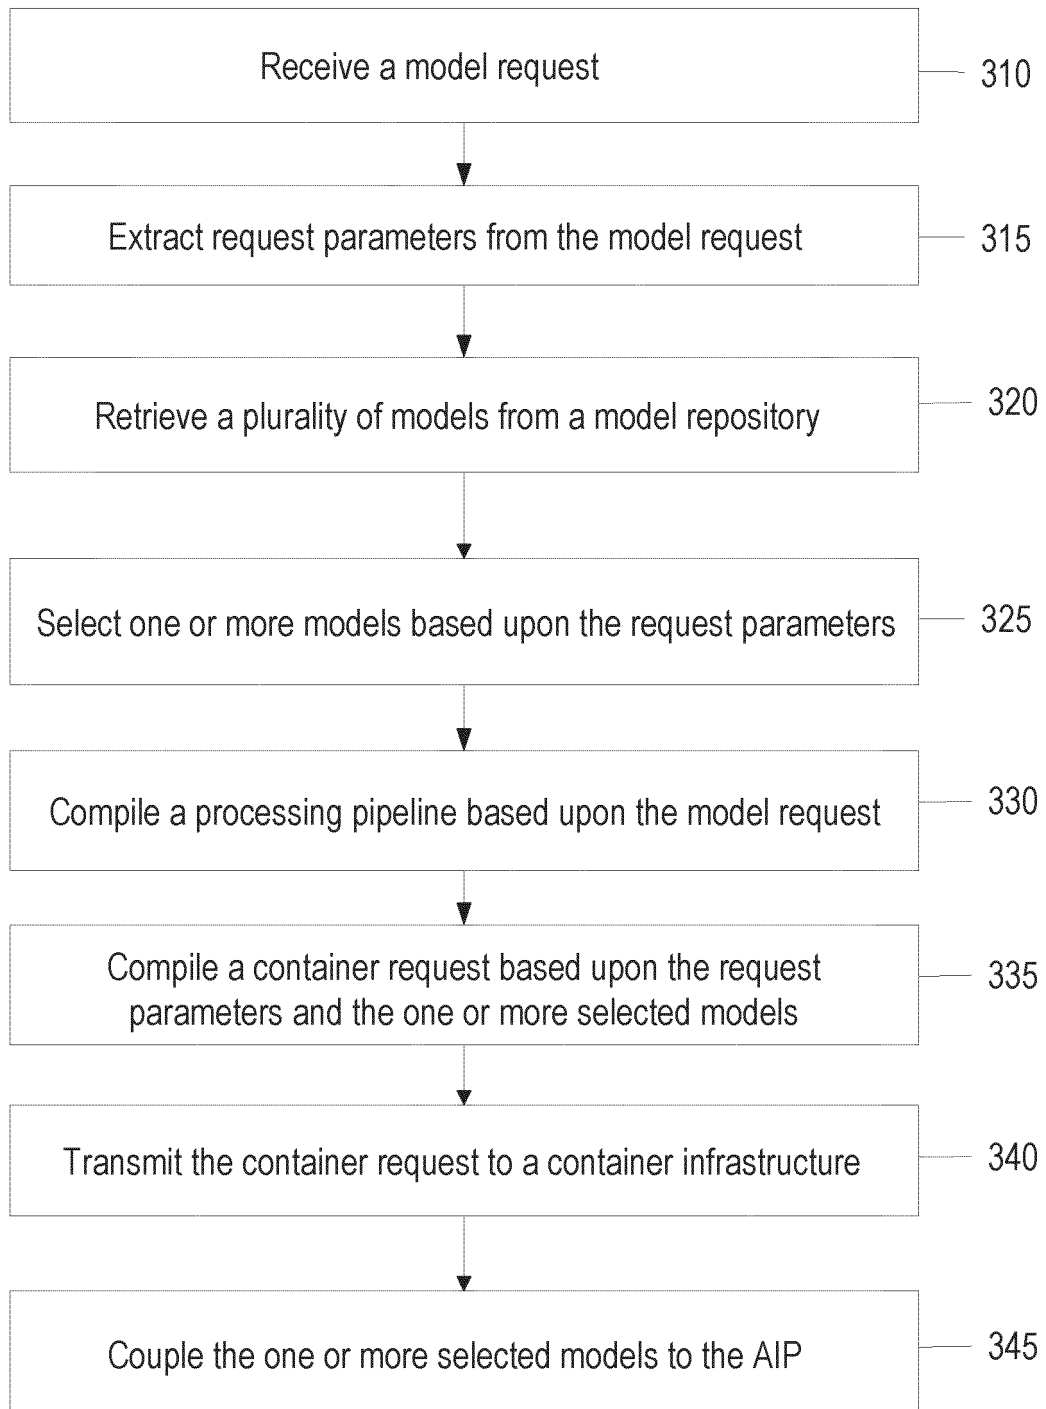 Receive a model request
310
Extract request parameters from the model request
315
Retrieve a plurality of models from a model repository
320
Select one or more models based upon the request parameters
325
Compile a processing pipeline based upon the model request
330
Compile a container request based upon the request
parameters and the one or more selected models
335
Transmit the container request to a container infrastructure
340
Couple the one or more selected models to the AIP
345